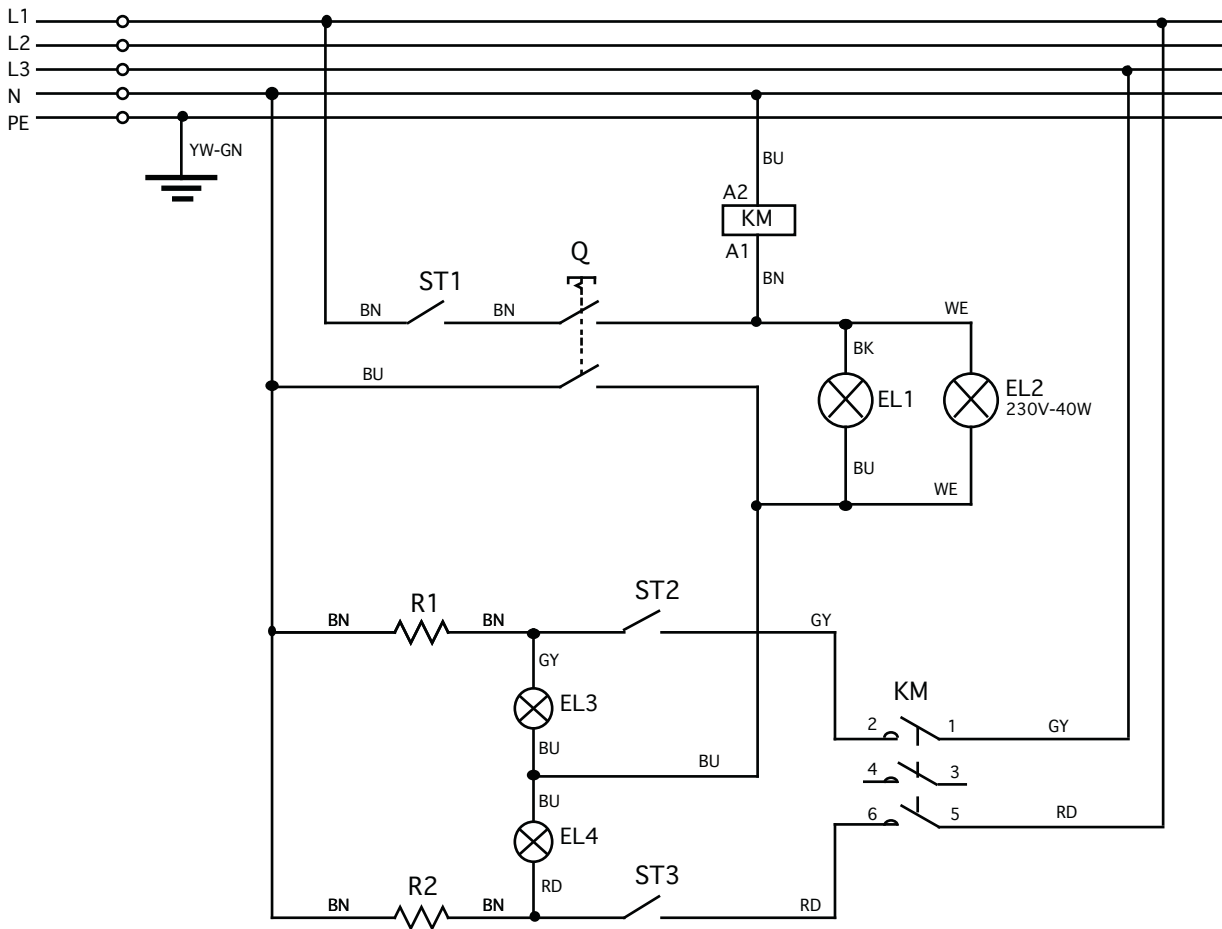 L1
L2
L3
N
PE
YW-GN
BU
A2
KM
A1
BN
Q
ST1
BN
BN
WE
BK
BU
EL1
EL2
230V-40W
BU
WE
R1
ST2
BN
BN
GY
GY
EL3
KM
BU
2
1
GY
BU
4
3
BU
6
5
RD
EL4
R2
RD
ST3
BN
BN
RD